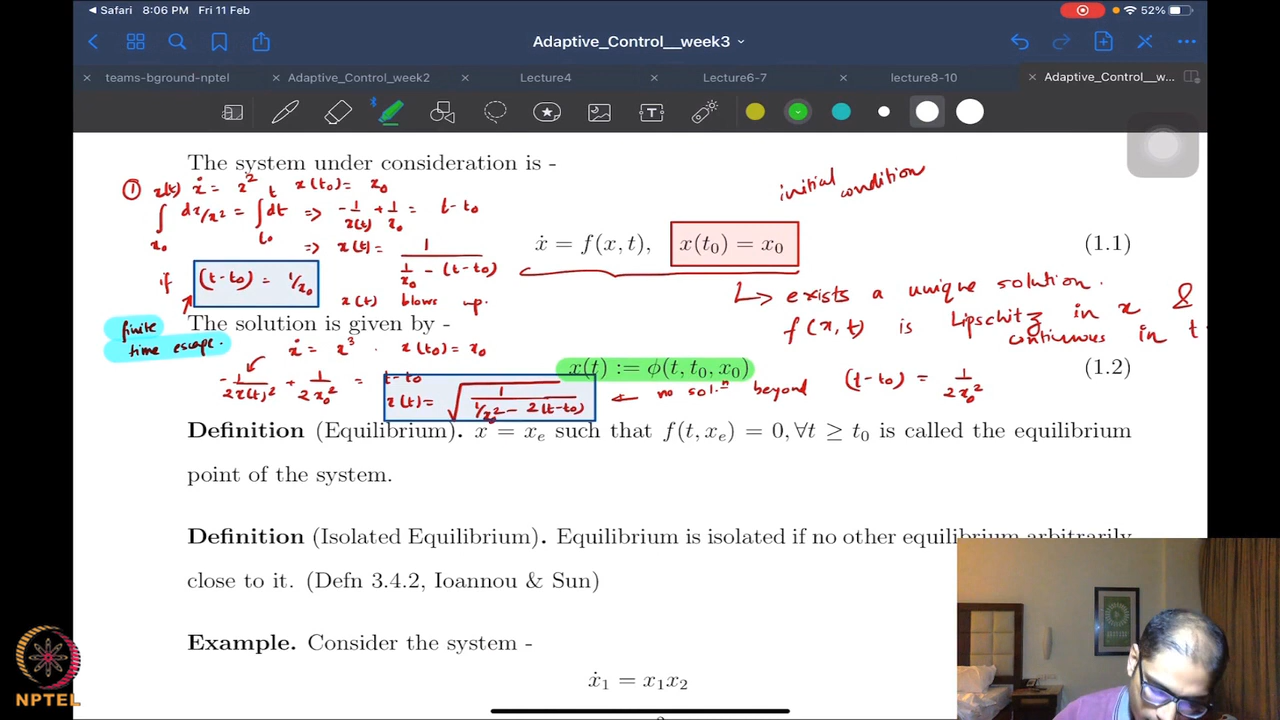 Safari 8:06 PM Fri 11 Feb 52%
Adaptive_Control__week3
teams-bground-nptel Adaptive_Control_week2 Lecture4 Lecture6-7 lecture8-10 Adaptive_Control__w...
The system under consideration is -
① ẋ = x² x(t₀) = x₀
∫_{x₀}^{x(t)} dx/x² = ∫_{t₀}^{t} dt ⇒ -1/x(t) + 1/x₀ = t - t₀
initial condition
⇒ x(t) = 1/(1/x₀ - (t-t₀))
ẋ = f(x, t), x(t₀) = x₀ (1.1)
if (t-t₀) = 1/x₀
x(t) blows up.
↳ exists a unique solution.
f(x,t) is Lipschitz in x & continuous in t
finite time escape.
The solution is given by -
ẋ = x³ . x(t₀) = x₀
x(t) := ϕ(t, t₀, x₀) (1.2)
-1/2x(t)² + 1/2x₀² = t-t₀
x(t) = √(1/(1/x₀² - 2(t-t₀))) ← no solⁿ beyond (t-t₀) = 1/2x₀²
Definition (Equilibrium). x = xₑ such that f(t, xₑ) = 0, ∀t ≥ t₀ is called the equilibrium
point of the system.
Definition (Isolated Equilibrium). Equilibrium is isolated if no other equilibrium arbitrarily
close to it. (Defn 3.4.2, Ioannou & Sun)
Example. Consider the system -
ẋ₁ = x₁x₂
NPTEL